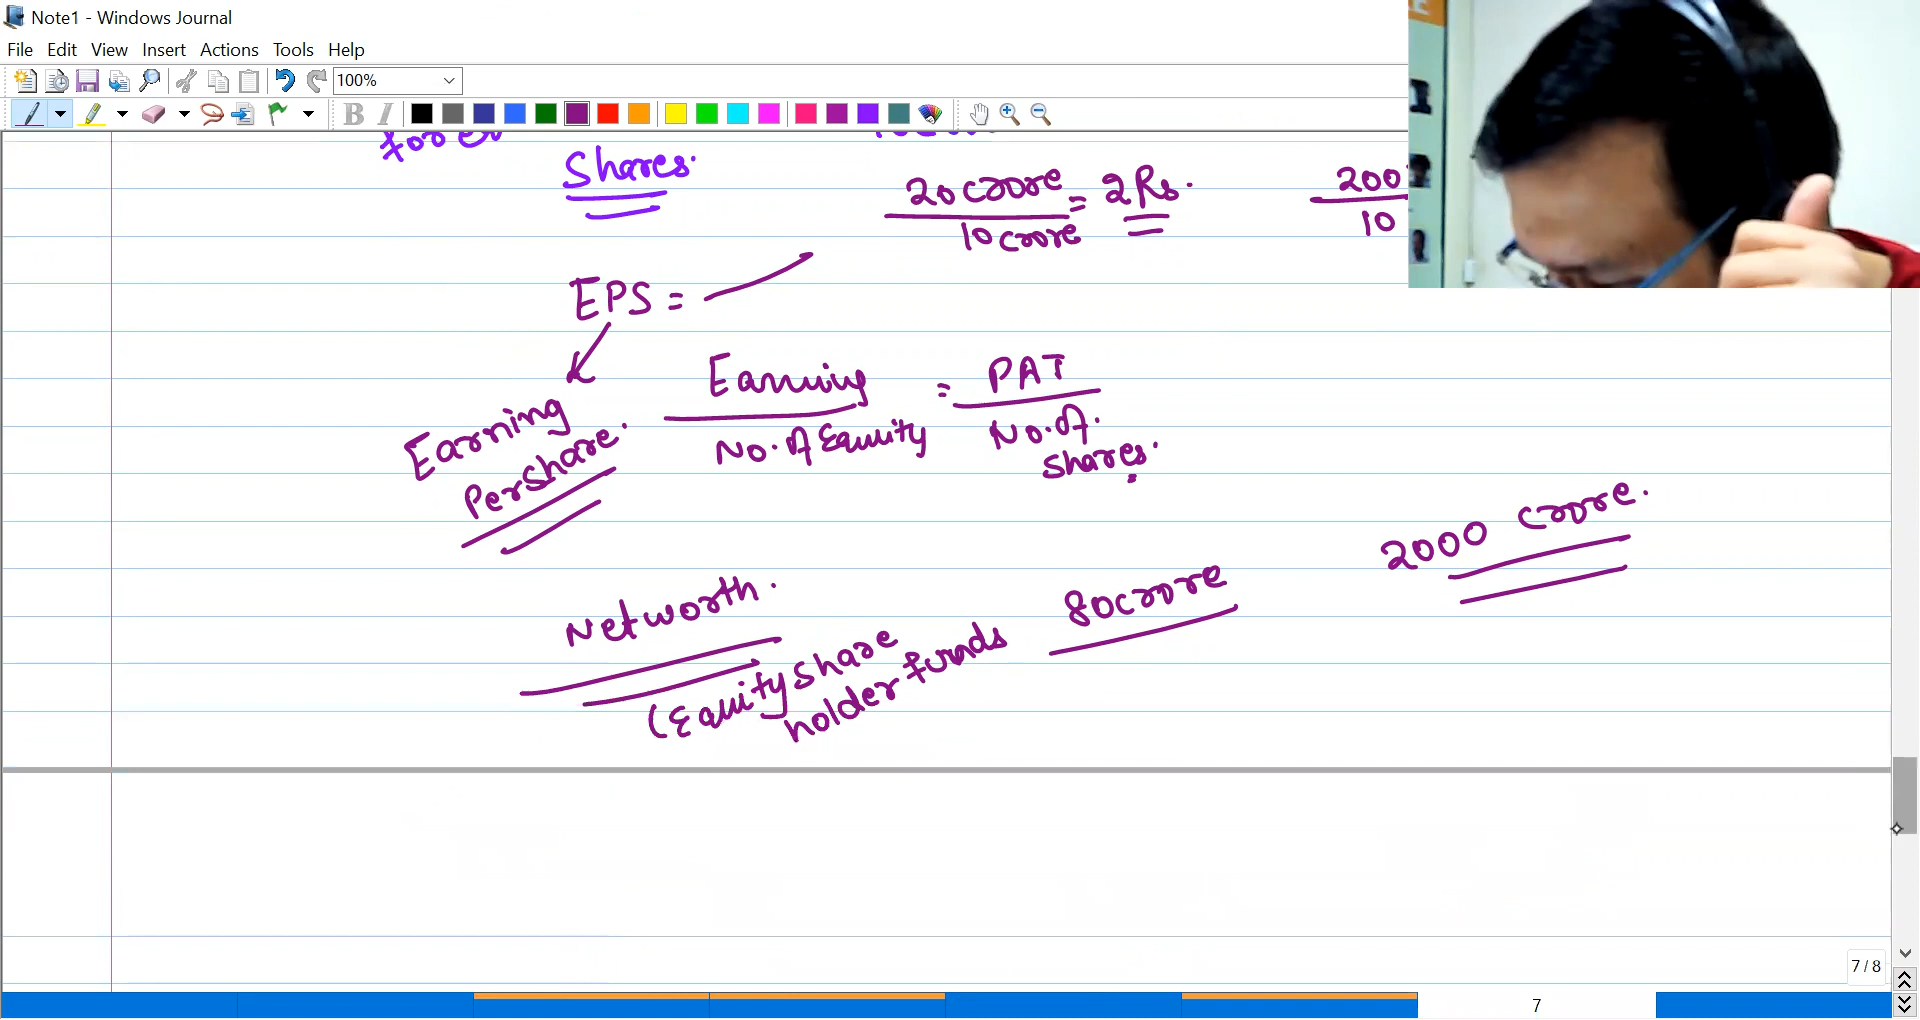 Note1 - Windows Journal
File Edit View Insert Actions Tools Help
100%
B I
Shares.
20 crore = 2 Rs.
10 crore
200
10
EPS =
Earning = PAT
No. of Equity No. of.
Shares.
Earning
Per Share.
2000 crore.
Networth. 80 crore
(Equity Share
holder funds
7 / 8
7